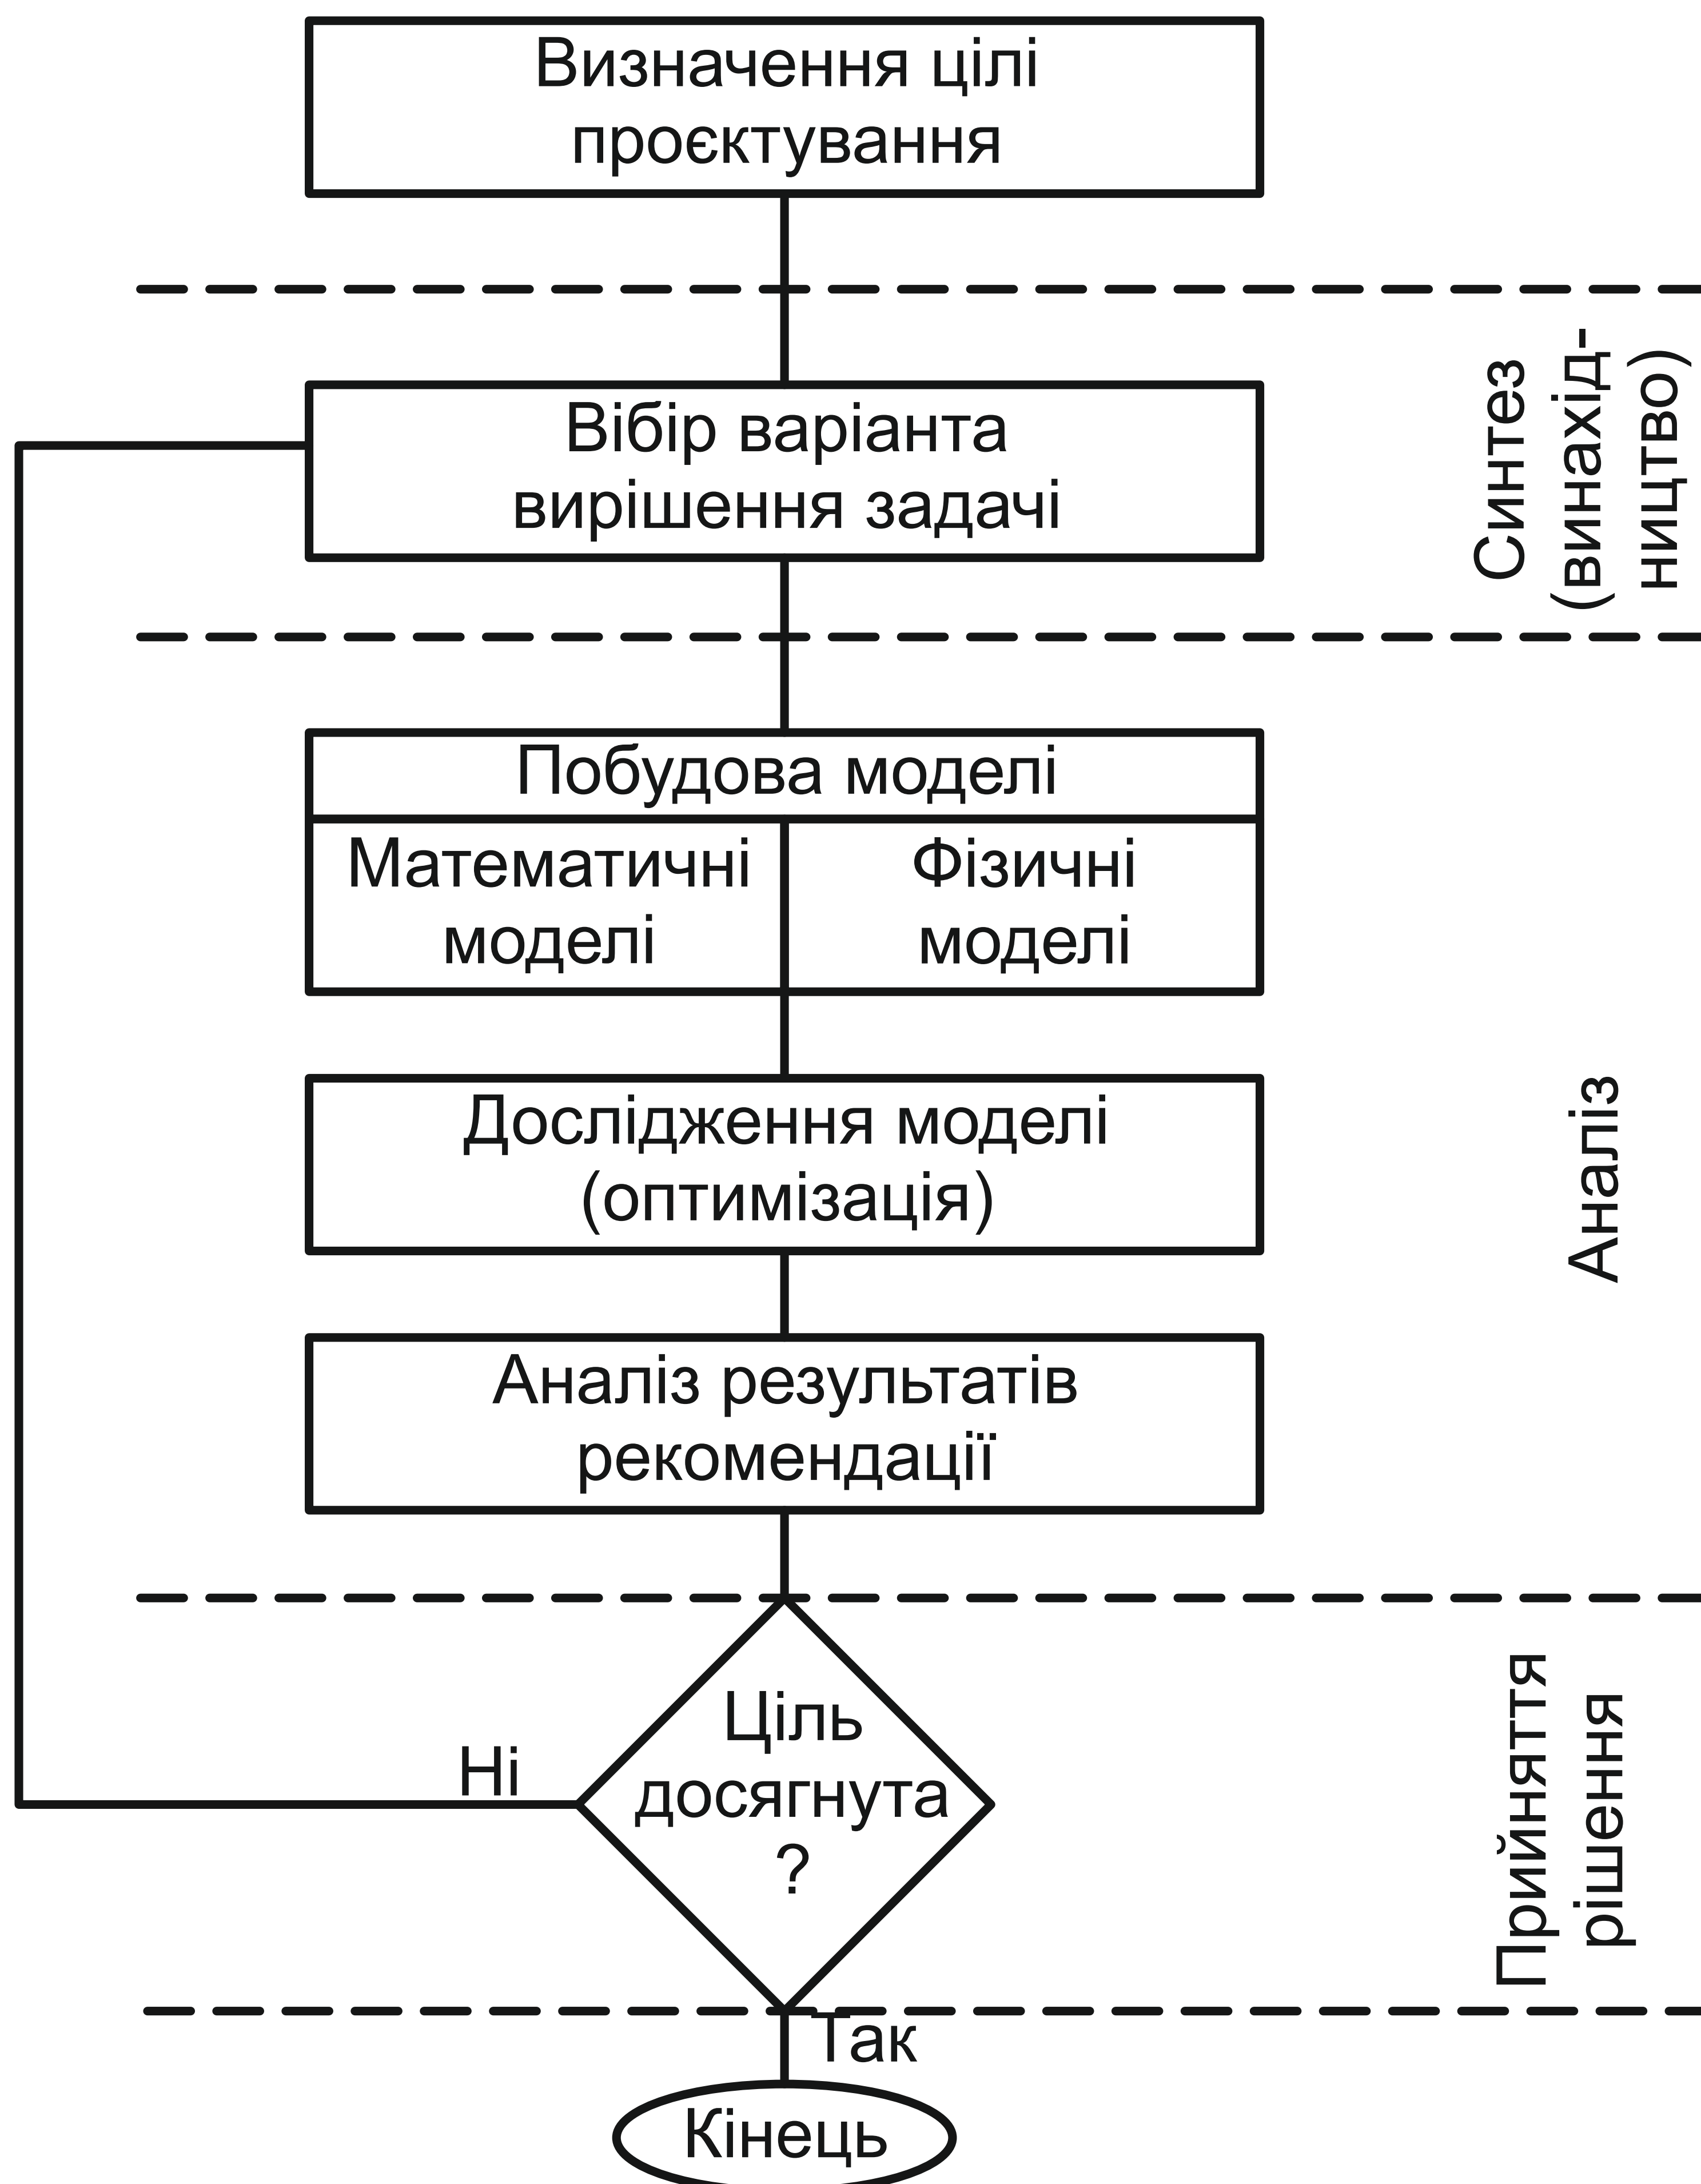 Визначення цілі
проєктування
Вібір варіанта
вирішення задачі
Синтез
(винахід-
ництво)
Побудова моделі
Математичні
моделі
Фізичні
моделі
Дослідження моделі
(оптимізація)
Аналіз
Аналіз результатів
рекомендації
Ціль
досягнута
?
Ні
Прийняття
рішення
Так
Кінець